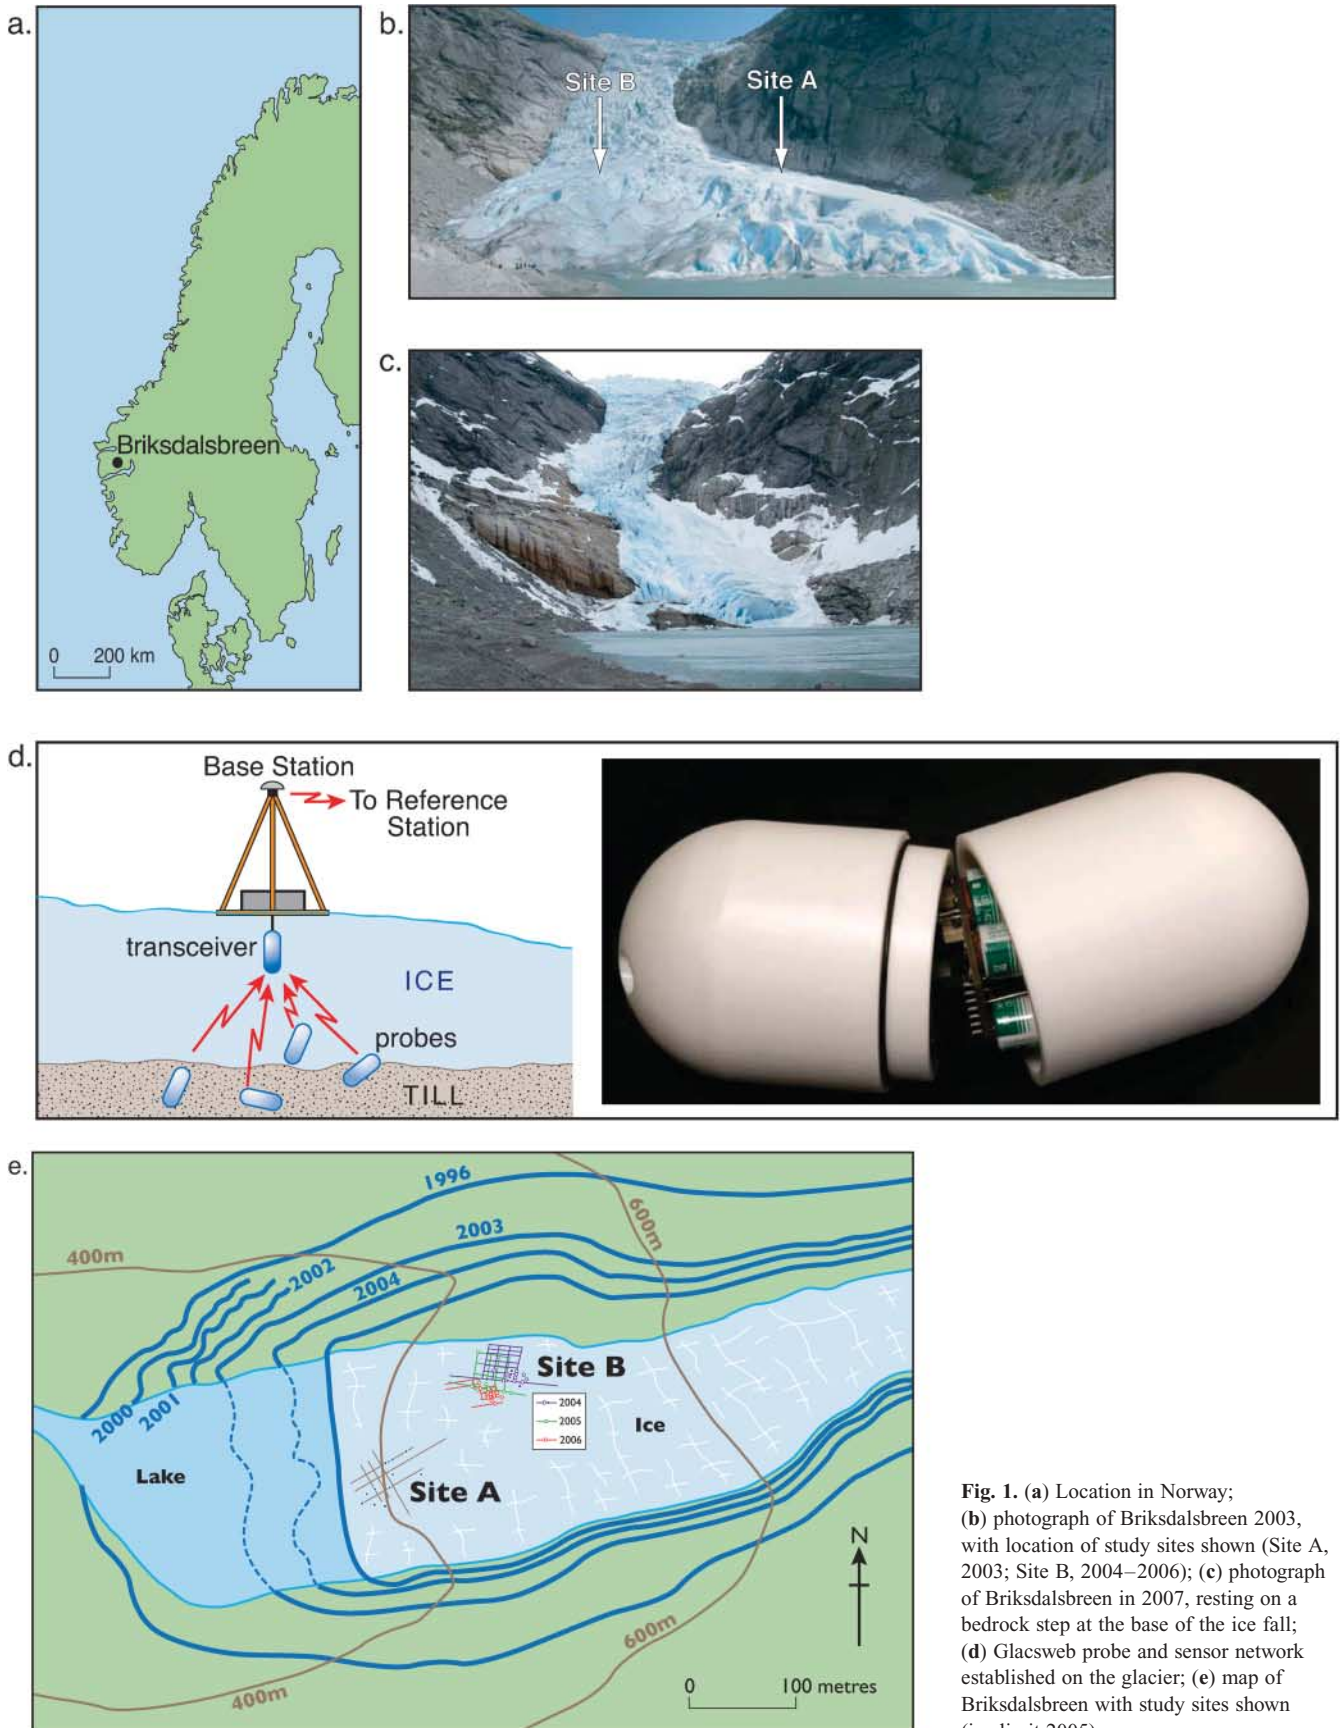 a.
Briksdalsbreen
0 200 km
b.
Site B
Site A
c.
d.
Base Station
To Reference
Station
transceiver
ICE
probes
TILL
e.
1996
2003
600m
400m
2002
2004
Site B
2004
2005
2006
2000
2001
Ice
Lake
Site A
N
600m
400m
0 100 metres
Fig. 1. (a) Location in Norway;
(b) photograph of Briksdalsbreen 2003,
with location of study sites shown (Site A,
2003; Site B, 2004–2006); (c) photograph
of Briksdalsbreen in 2007, resting on a
bedrock step at the base of the ice fall;
(d) Glacsweb probe and sensor network
established on the glacier; (e) map of
Briksdalsbreen with study sites shown